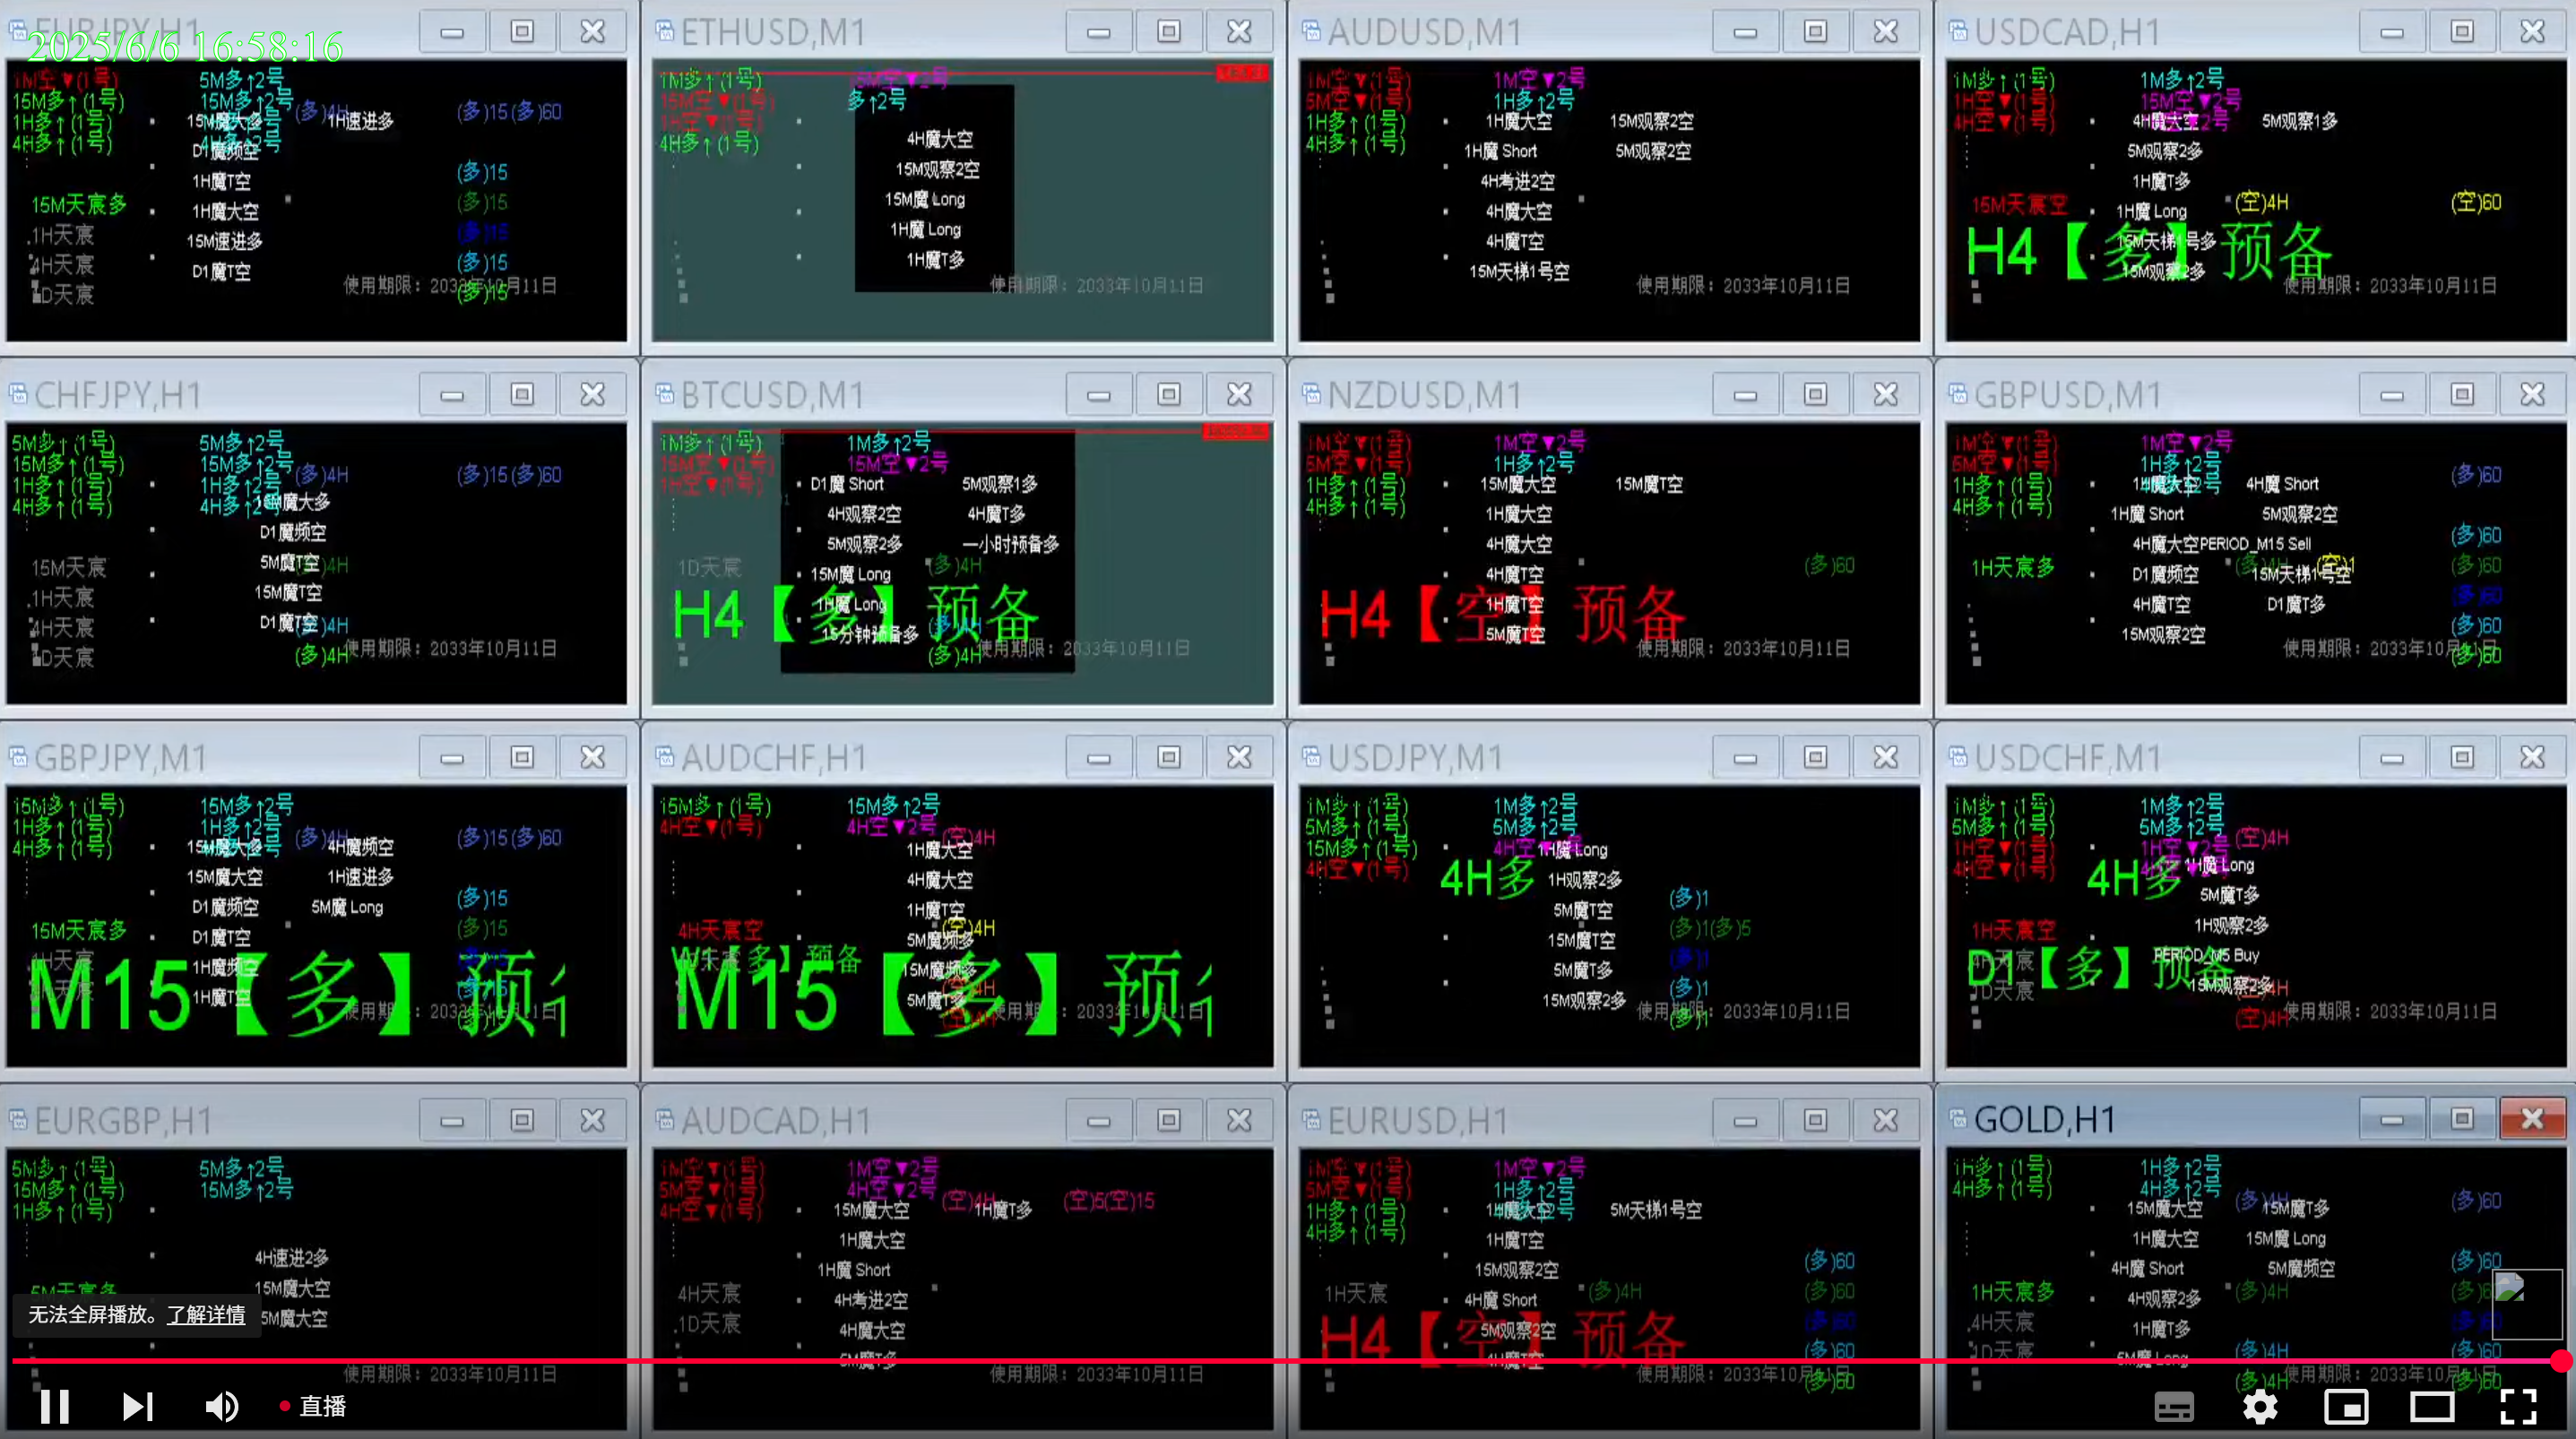 EURJPY,H1
2025/6/6 16:58:16
1M空▼(1号) 5M多↑2号
15M多↑(1号) 15M多↑2号 (多)4H (多)15(多)60
1H多↑(1号) 15M魔大多 1H速进多
4H多↑(1号) 4H多↑2号
D1魔频空
1H魔T空 (多)15
15M天宸多 1H魔大空 (多)15
1H天宸 15M速进多 (多)15
4H天宸 D1魔T空 (多)15
D天宸 使用期限：2033年10月11日
(多)15
ETHUSD,M1
1M多↑(1号) 15M空▼2号
15M空▼(1号) 多↑2号
1H空▼(1号)
4H多↑(1号) 4H魔大空
15M观察2空
15M魔 Long
1H魔 Long
1H魔T多
使用期限：2033年10月11日
AUDUSD,M1
1M空▼(1号) 1M空▼2号
5M空▼(1号) 1H多↑2号
1H多↑(1号) 1H魔大空 15M观察2空
4H多↑(1号) 1H魔 Short 5M观察2空
4H考进2空
4H魔大空
4H魔T空
15M天梯1号空
使用期限：2033年10月11日
USDCAD,H1
1M多↑(1号) 1M多↑2号
1H空▼(1号) 15M空▼2号
4H空▼(1号) 4H魔大空 5M观察1多
5M观察2多
1H魔T多
15M天宸空 1H魔 Long (空)4H (空)60
15M天梯1号多
H4【多】预备
15M观察2多
使用期限：2033年10月11日
CHFJPY,H1
5M多↑(1号) 5M多↑2号
15M多↑(1号) 15M多↑2号 (多)4H (多)15(多)60
1H多↑(1号) 1H多↑2号
4H多↑(1号) 4H多↑2号 15M魔大多
D1魔频空
15M天宸 5M魔T空 (多)4H
1H天宸 15M魔T空
4H天宸 D1魔T空 (多)4H
D天宸 (多)4H 使用期限：2033年10月11日
BTCUSD,M1
1M多↑(1号) 1M多↑2号
15M空▼(1号) 15M空▼2号
1H空▼(1号) D1魔 Short 5M观察1多
4H观察2空 4H魔T多
5M观察2多 一小时预备多
1D天宸 15M魔 Long (多)4H
1H魔 Long
H4【多】预备
15分钟预备多
(多)4H 使用期限：2033年10月11日
NZDUSD,M1
1M空▼(1号) 1M空▼2号
5M空▼(1号) 1H多↑2号
1H多↑(1号) 15M魔大空 15M魔T空
4H多↑(1号) 1H魔大空
4H魔大空
4H魔T空 (多)60
1H魔T空
H4【空】预备
5M魔T空
使用期限：2033年10月11日
GBPUSD,M1
1M空▼(1号) 1M空▼2号
5M空▼(1号) 1H多↑2号 (多)60
1H多↑(1号) 1H魔大空 4H魔 Short
4H多↑(1号) 1H魔 Short 5M观察2空
4H魔大空PERIOD_M15 Sell (多)60
1H天宸多 D1魔频空 (多)4H 15M天梯1号空 (空)1 (多)60
4H魔T空 D1魔T多 (多)60
15M观察2空 (多)60
使用期限：2033年10月11日
(多)60
GBPJPY,M1
15M多↑(1号) 15M多↑2号
1H多↑(1号) 1H多↑2号 (多)4H (多)15(多)60
4H多↑(1号) 15M魔大多 4H魔频空
15M魔大空 1H速进多
D1魔频空 5M魔 Long (多)15
15M天宸多 D1魔T空 (多)15
1H魔频空
M15【多】预
1H魔T空
使用期限：2033年10月11日
AUDCHF,H1
15M多↑(1号) 15M多↑2号
4H空▼(1号) 4H空▼2号 (空)4H
1H魔大空
4H魔大空
1H魔T空
4H天宸空 5M魔频多 (空)4H
【多】预备
15M魔频多
M15【多】预
5M魔T多
USDJPY,M1
1M多↑(1号) 1M多↑2号
5M多↑(1号) 5M多↑2号
15M多↑(1号) 4H空▼2号 1H魔 Long
4H空▼(1号) 4H多 1H观察2多
5M魔T空 (多)1
15M魔T空 (多)1(多)5
5M魔T多 (多)1
15M观察2多 (多)1
使用期限：2033年10月11日
(多)1
USDCHF,M1
1M多↑(1号) 1M多↑2号
5M多↑(1号) 5M多↑2号 (空)4H
1H空▼(1号) 1H空▼2号
4H空▼(1号) 4H多 1H魔 Long
5M魔T多
1H天宸空 1H观察2多
4H天宸 PERIOD_M5 Buy
D1【多】预备
1D天宸 15M观察2多 (空)4H
(空)4H 使用期限：2033年10月11日
EURGBP,H1
5M多↑(1号) 5M多↑2号
15M多↑(1号) 15M多↑2号
1H多↑(1号)
4H速进2多
5M天宸多 15M魔大空
5M魔大空
使用期限：2033年10月11日
AUDCAD,H1
1M空▼(1号) 1M空▼2号
5M空▼(1号) 4H空▼2号 (空)4H (空)5(空)15
4H空▼(1号) 15M魔大空 1H魔T多
1H魔大空
1H魔 Short
4H天宸 4H考进2空
1D天宸 4H魔大空
5M魔T多
使用期限：2033年10月11日
EURUSD,H1
1M空▼(1号) 1M空▼2号
5M空▼(1号) 1H多↑2号
1H多↑(1号) 1H魔大空 5M天梯1号空
4H多↑(1号) 1H魔T空
15M观察2空 (多)60
1H天宸 4H魔 Short (多)4H (多)60
5M观察2空 (多)60
H4【空】预备
4H魔T空 (多)60
使用期限：2033年10月11日
(多)60
GOLD,H1
1H多↑(1号) 1H多↑2号
4H多↑(1号) 4H多↑2号 (多)4H (多)60
15M魔大空 15M魔T多
1H魔大空 15M魔 Long
4H魔 Short 5M魔频空 (多)60
1H天宸多 4H观察2多 (多)4H
4H天宸 1H魔T多
1D天宸 5M魔 Long (多)4H (多)60
(多)4H 使用期限：2033年10月11日
(多)60
无法全屏播放。了解详情
直播